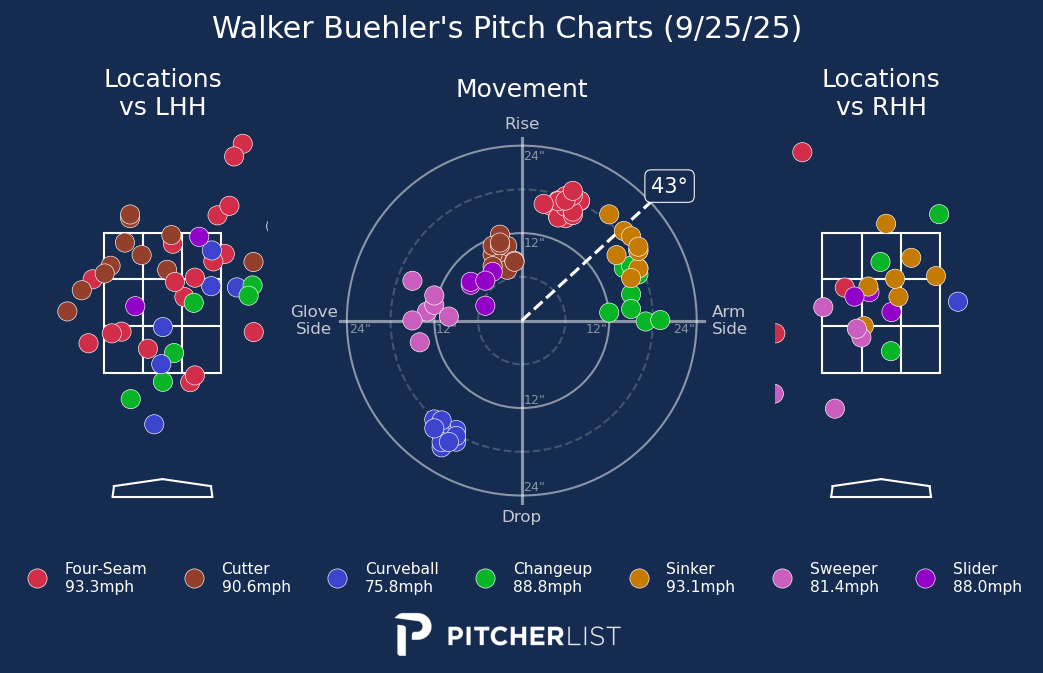 Walker Buehler's Pitch Charts (9/25/25)
Locations
vs LHH
Movement
Locations
vs RHH
Rise
24"
43°
12"
Glove
Side
24"
12"
12"
24"
Arm
Side
12"
24"
Drop
Four-Seam
93.3mph
Cutter
90.6mph
Curveball
75.8mph
Changeup
88.8mph
Sinker
93.1mph
Sweeper
81.4mph
Slider
88.0mph
PITCHERLIST